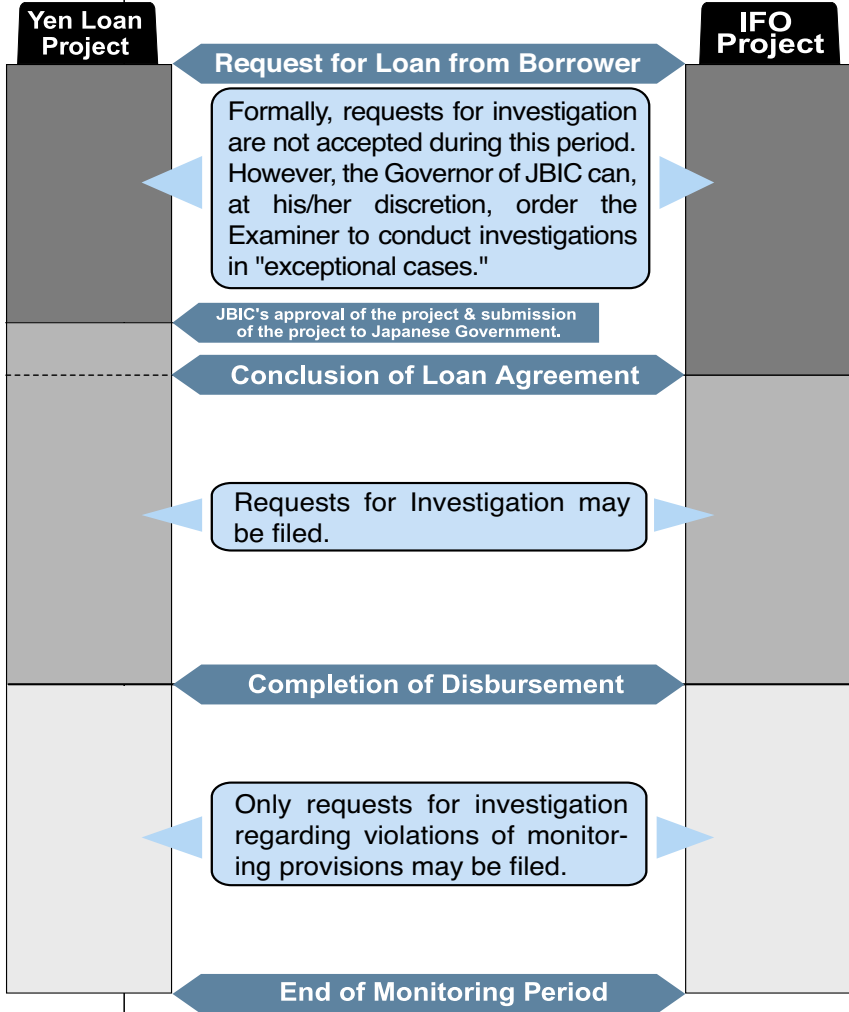 Yen Loan
Project
IFO
Project
Request for Loan from Borrower
Formally, requests for investigation
are not accepted during this period.
However, the Governor of JBIC can,
at his/her discretion, order the
Examiner to conduct investigations
in "exceptional cases."
JBIC's approval of the project & submission
of the project to Japanese Government.
Conclusion of Loan Agreement
Requests for Investigation may
be filed.
Completion of Disbursement
Only requests for investigation
regarding violations of monitor-
ing provisions may be filed.
End of Monitoring Period